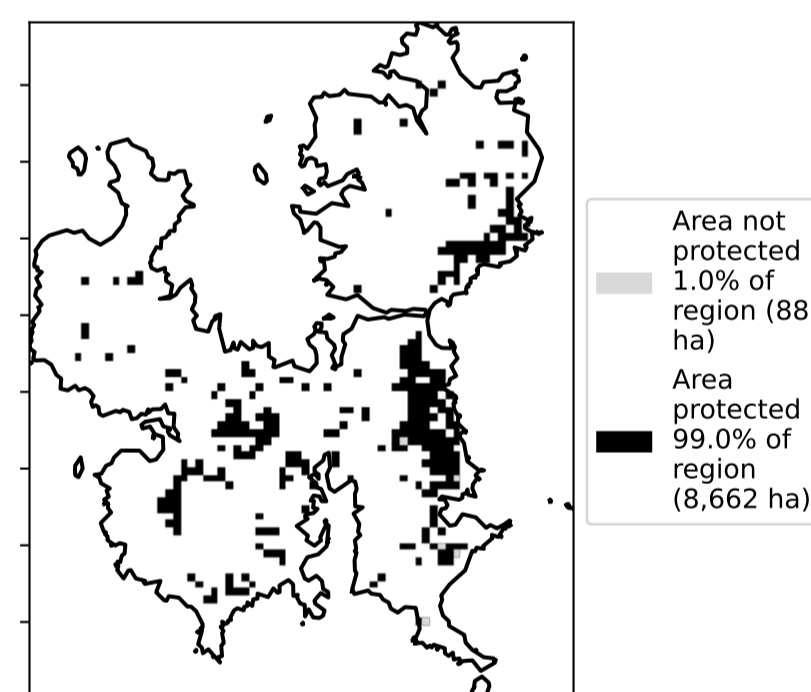 Area not
protected
1.0% of
region (88
ha)
Area
protected
99.0% of
region
(8,662 ha)